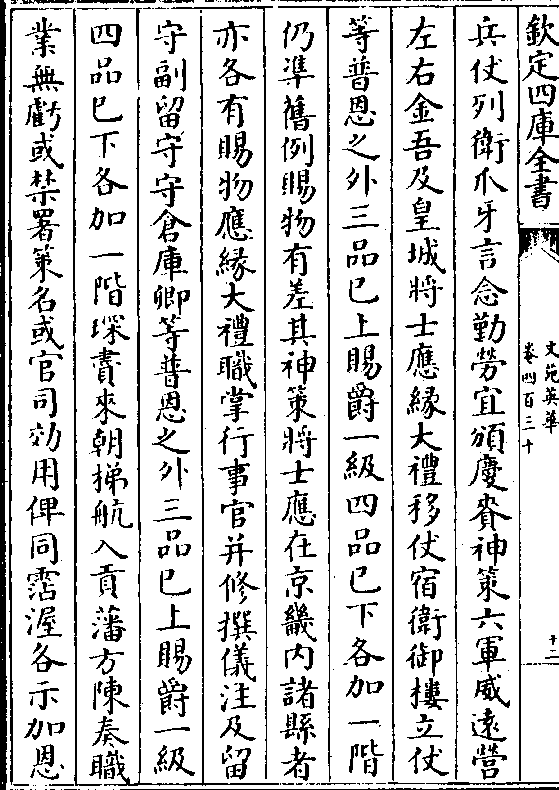 欽定四庫全書
文苑英華
卷四百三十
十二
兵仗列衛爪牙言念勤勞宜頒慶賚神策六軍威遠營
左右金吾及皇城將士應緣大禮移仗宿衛御樓立仗
等普恩之外三品已上賜爵一級四品已下各加一階
仍準舊例賜物有差其神策將士應在京畿内諸縣者
亦各有賜物應緣大禮職掌行事官并修撰儀注及留
守副留守守倉庫卿等普恩之外三品已上賜爵一級
四品已下各加一階琛賮來朝梯航入貢藩方陳奏職
業無虧或禁署策名或官司効用俾同霑渥各示加恩